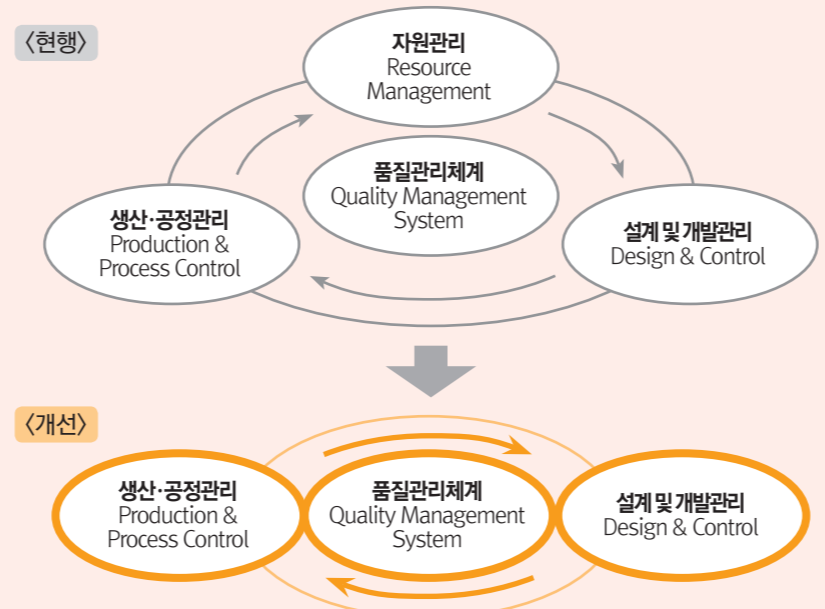 〈현행〉
자원관리
Resource
Management
품질관리체계
Quality Management
System
생산·공정관리
Production &
Process Control
설계 및 개발관리
Design & Control
〈개선〉
생산·공정관리
Production &
Process Control
품질관리체계
Quality Management
System
설계 및 개발관리
Design & Control